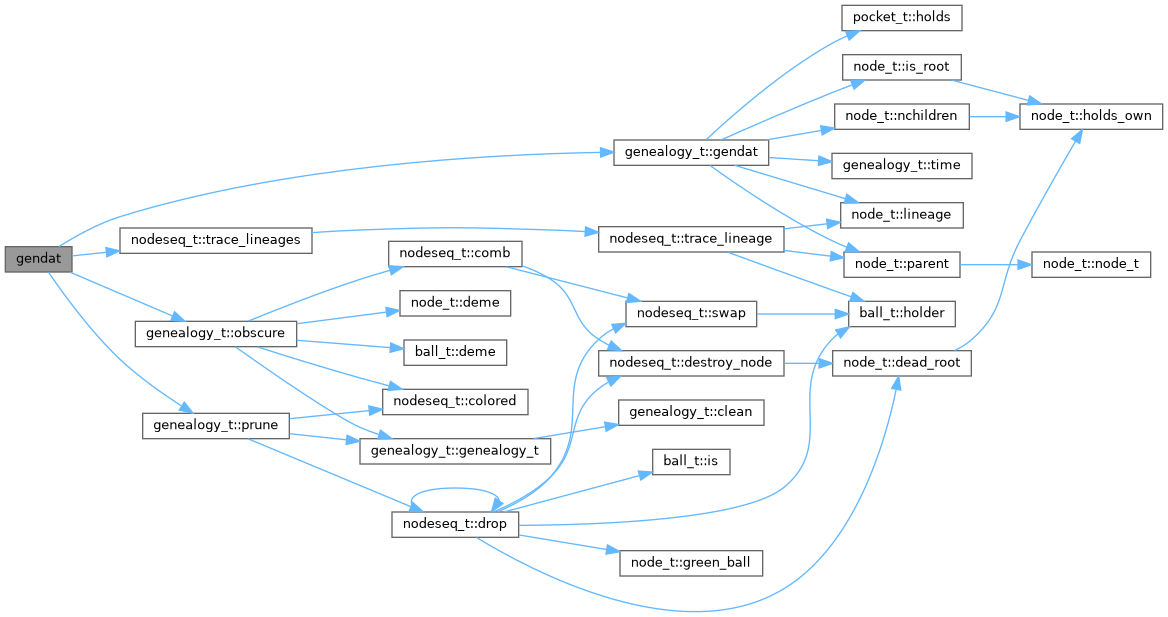 pocket_t::holds
node_t::is_root
node_t::nchildren
node_t::holds_own
genealogy_t::gendat
genealogy_t::time
node_t::lineage
nodeseq_t::trace_lineages
nodeseq_t::trace_lineage
nodeseq_t::comb
gendat
node_t::parent
node_t::node_t
node_t::deme
nodeseq_t::swap
ball_t::holder
genealogy_t::obscure
ball_t::deme
nodeseq_t::destroy_node
node_t::dead_root
nodeseq_t::colored
genealogy_t::clean
genealogy_t::prune
genealogy_t::genealogy_t
ball_t::is
nodeseq_t::drop
node_t::green_ball